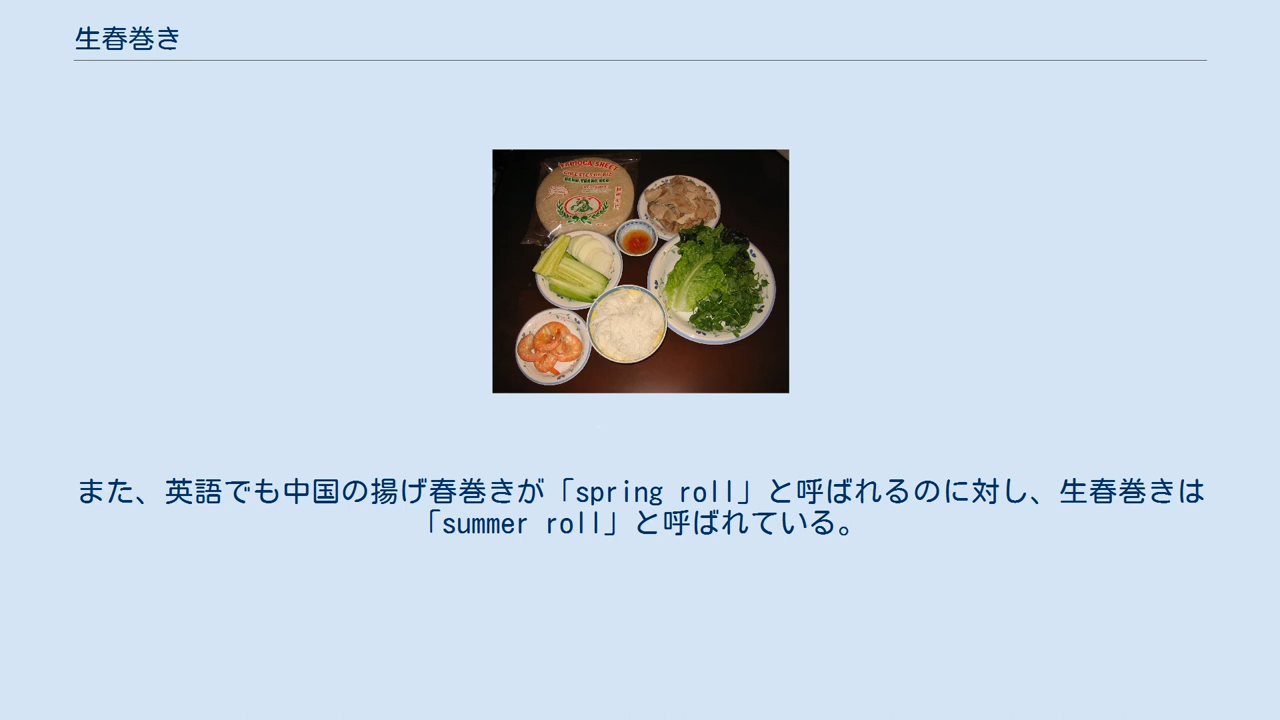 生春巻き
TAPIOCA SHEET
また、英語でも中国の揚げ春巻きが「spring roll」と呼ばれるのに対し、生春巻きは
「summer roll」と呼ばれている。